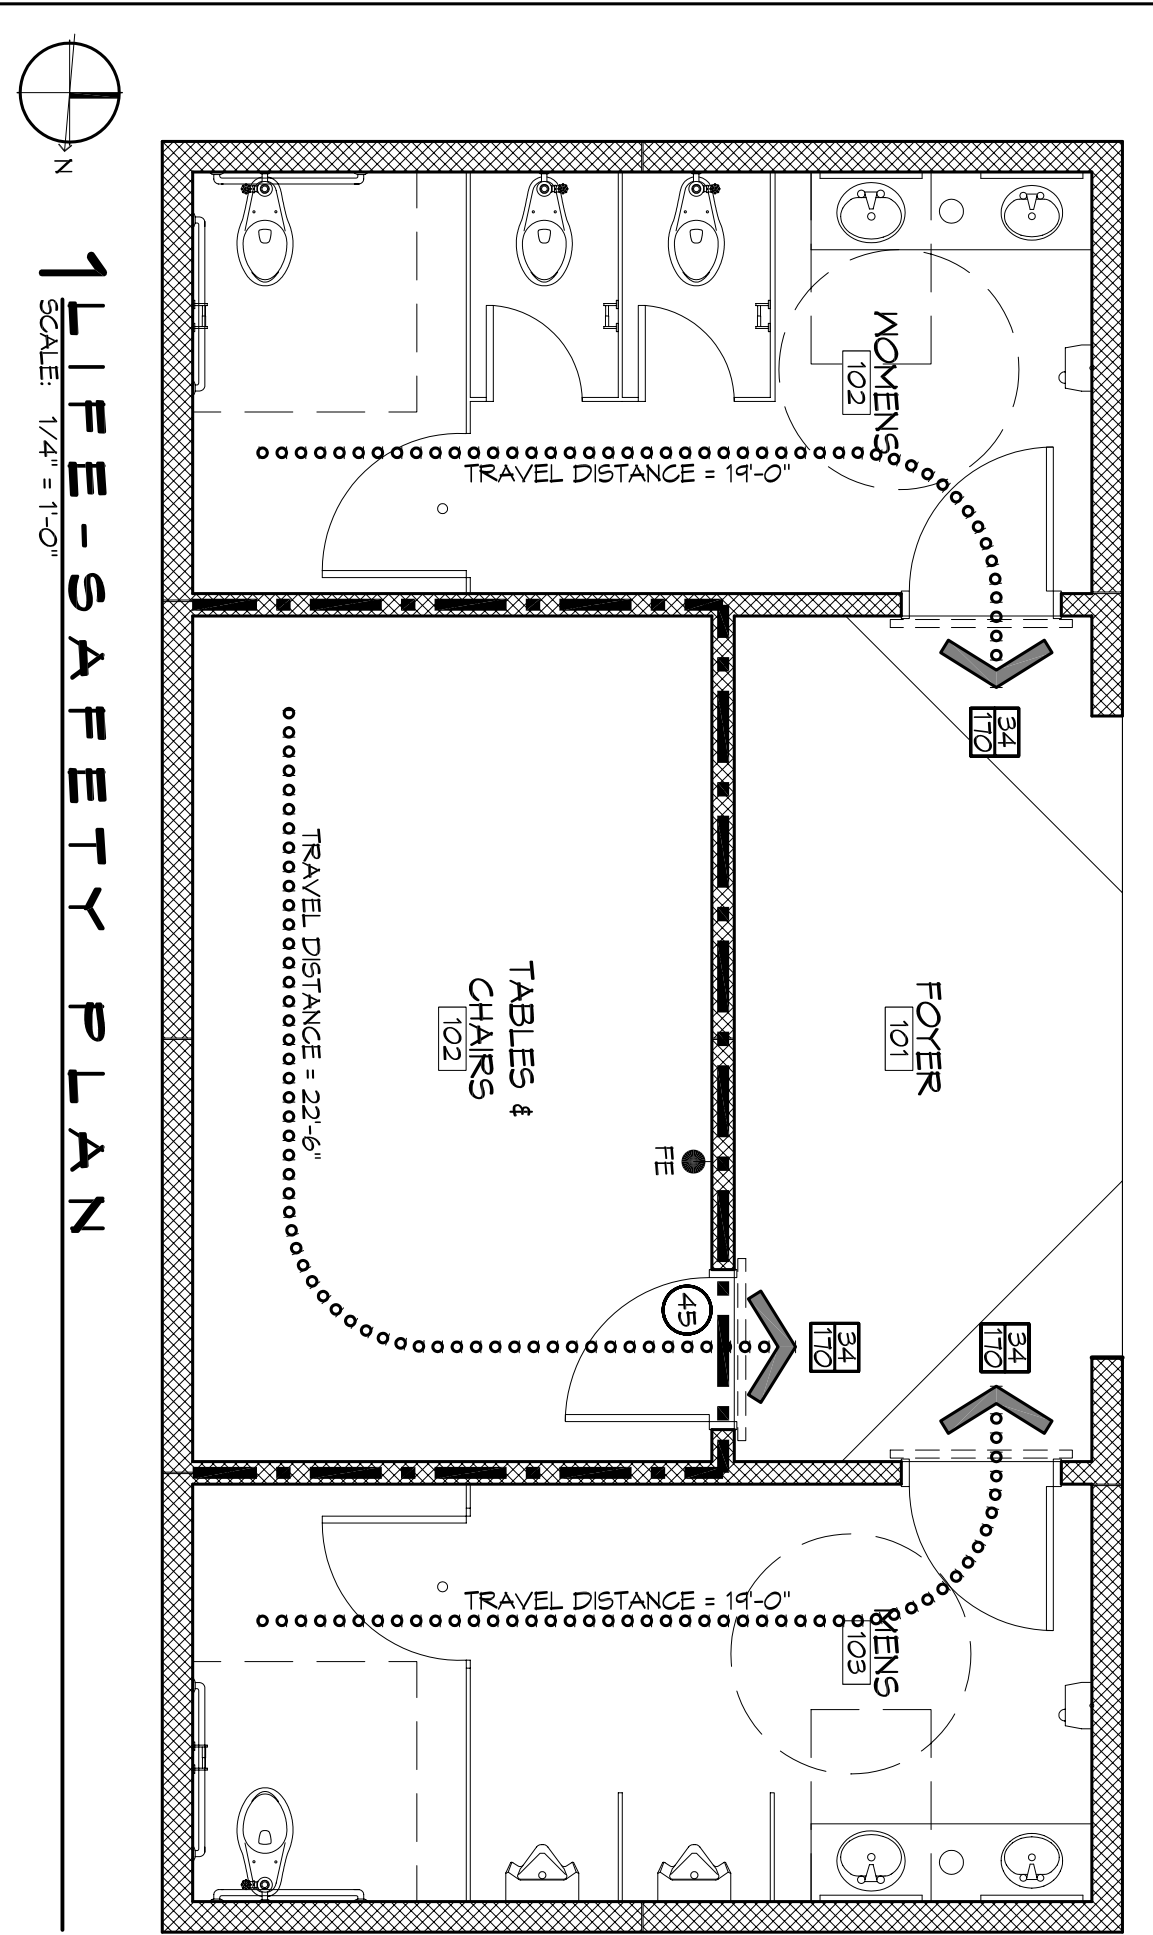 N
1 LIFE-SAFETY PLAN
SCALE: 1/4" = 1'-0"
WOMENS
102
TRAVEL DISTANCE = 19'-0"
34
170
FOYER
101
TABLES &
CHAIRS
102
TRAVEL DISTANCE = 22'-6"
FE
45
34
170
34
170
MENS
103
TRAVEL DISTANCE = 19'-0"